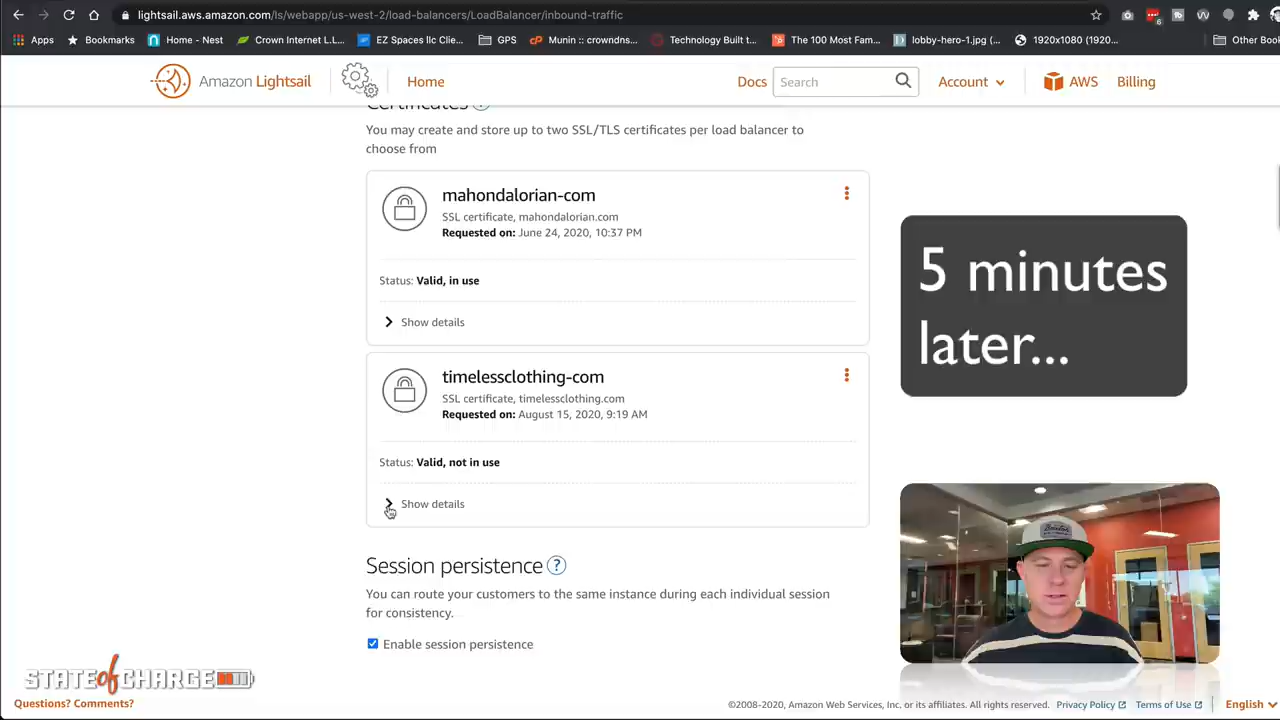 lightsail.aws.amazon.com/ls/webapp/us-west-2/load-balancers/LoadBalancer/inbound-traffic
Apps Bookmarks Home - Nest Crown Internet L.L... EZ Spaces llc Clie... GPS Munin :: crowndns... Technology Built t... The 100 Most Fam... lobby-hero-1.jpg (... 1920x1080 (1920... Other Boo
Amazon Lightsail Home Docs Search Account AWS Billing
Certificates ?
You may create and store up to two SSL/TLS certificates per load balancer to
choose from
mahondalorian-com
SSL certificate, mahondalorian.com
Requested on: June 24, 2020, 10:37 PM
Status: Valid, in use
Show details
5 minutes
later...
timelessclothing-com
SSL certificate, timelessclothing.com
Requested on: August 15, 2020, 9:19 AM
Status: Valid, not in use
Show details
Session persistence ?
You can route your customers to the same instance during each individual session
for consistency.
Enable session persistence
STATE of CHARGE
Questions? Comments?
©2008-2020, Amazon Web Services, Inc. or its affiliates. All rights reserved. Privacy Policy Terms of Use English